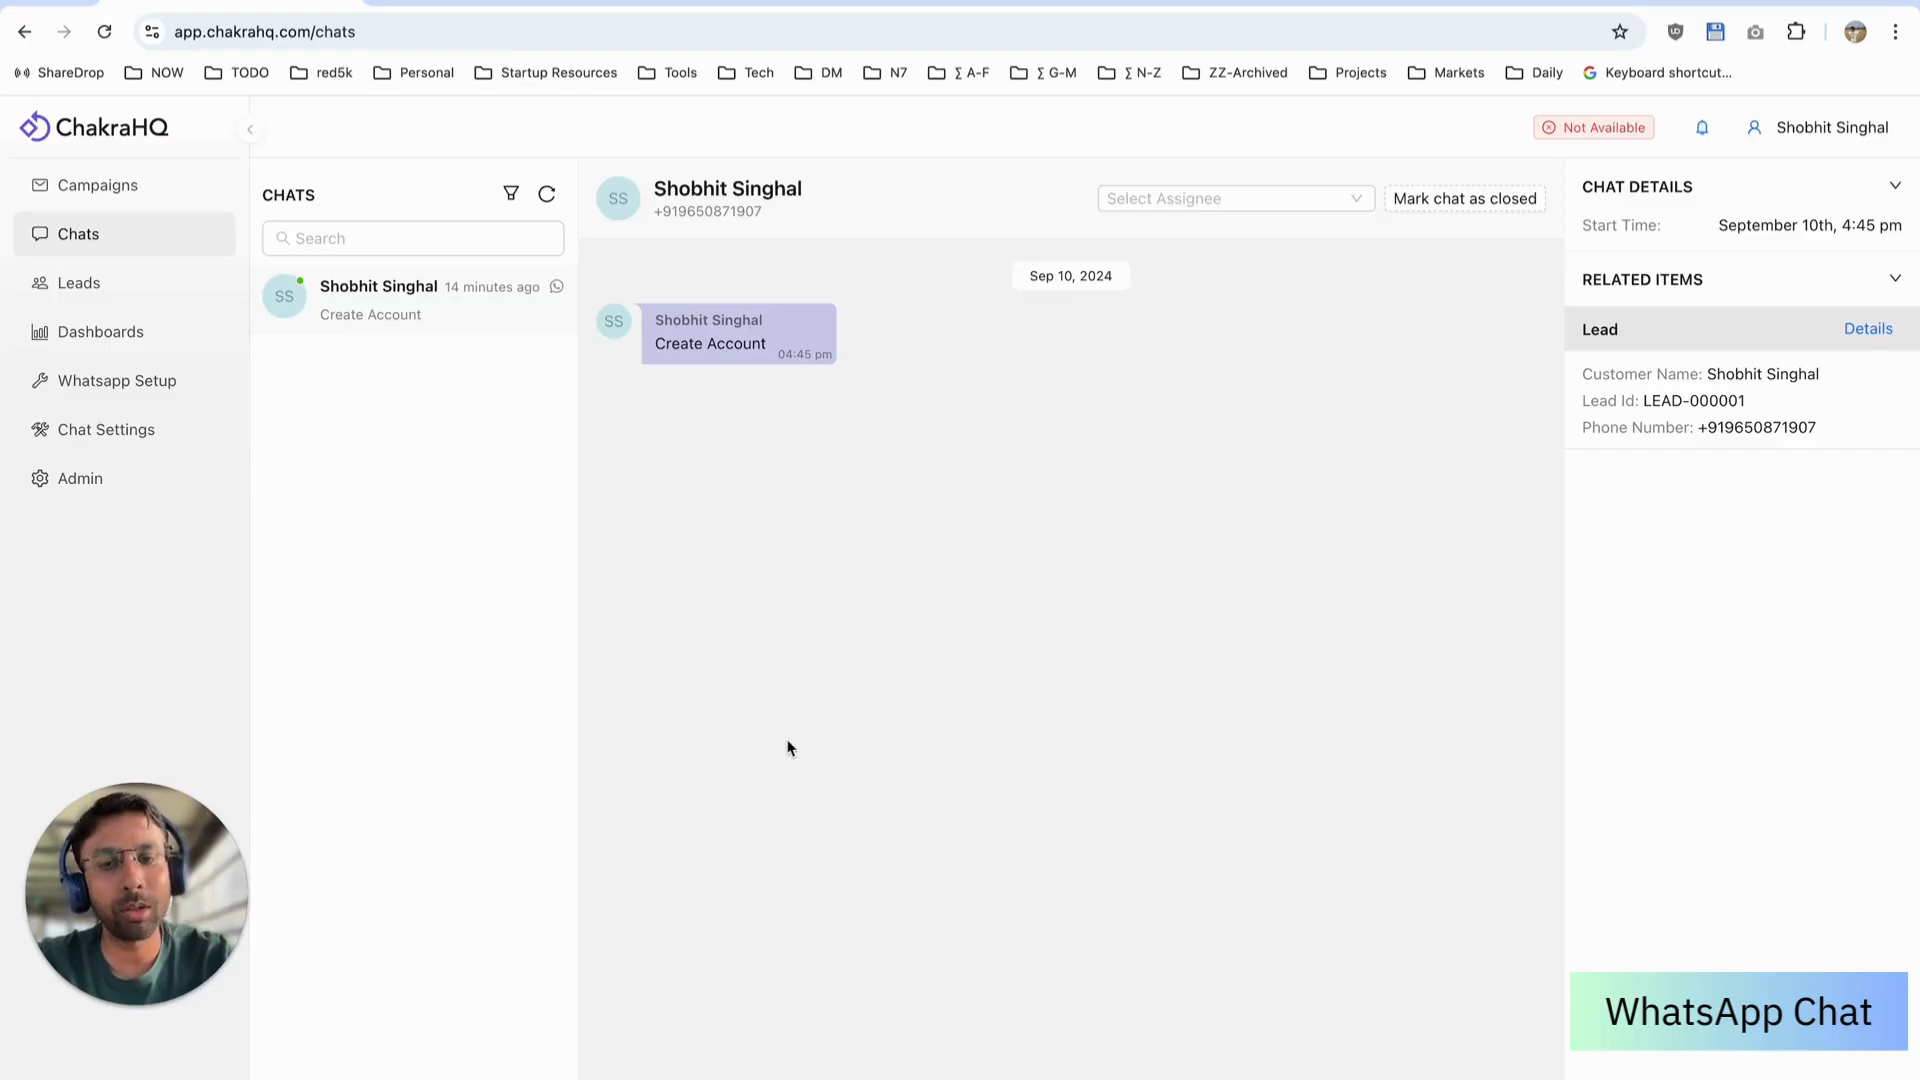 app.chakrahq.com/chats
ShareDrop NOW TODO red5k Personal Startup Resources Tools Tech DM N7 ∑ A-F ∑ G-M ∑ N-Z ZZ-Archived Projects Markets Daily Keyboard shortcut...
ChakraHQ
Not Available
Shobhit Singhal
Campaigns
Chats
Leads
Dashboards
Whatsapp Setup
Chat Settings
Admin
CHATS
Search
SS
Shobhit Singhal 14 minutes ago
Create Account
SS
Shobhit Singhal
+919650871907
Select Assignee
Mark chat as closed
Sep 10, 2024
SS
Shobhit Singhal
Create Account
04:45 pm
CHAT DETAILS
Start Time: September 10th, 4:45 pm
RELATED ITEMS
Lead Details
Customer Name: Shobhit Singhal
Lead Id: LEAD-000001
Phone Number: +919650871907
WhatsApp Chat